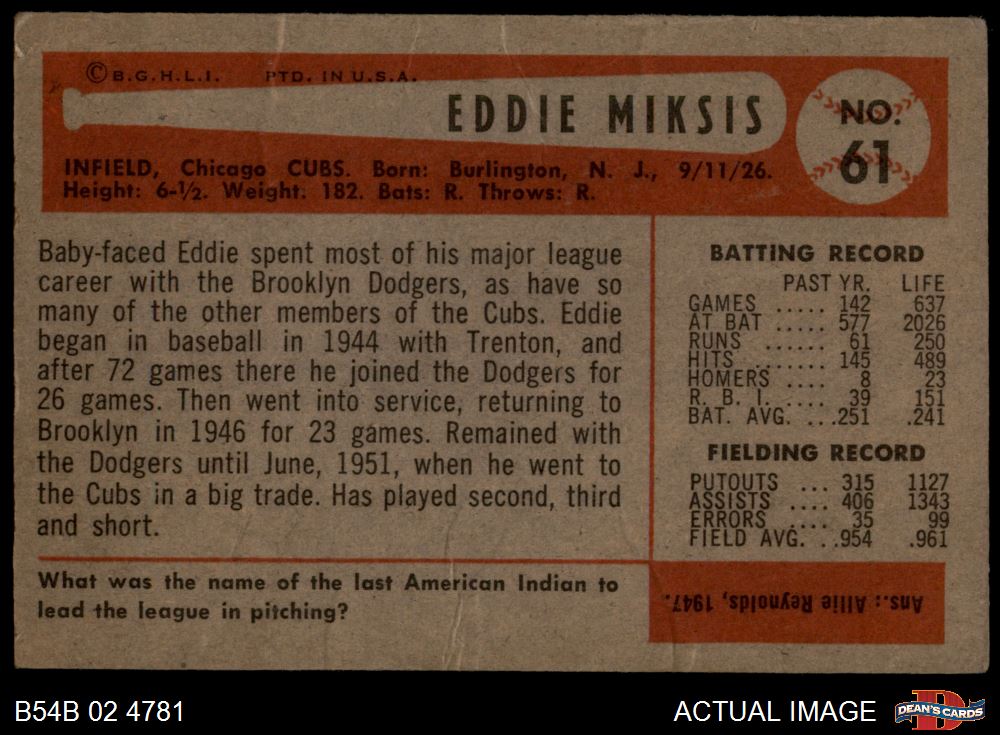 © B.G.H.L.I. PTD. IN U.S.A.
EDDIE MIKSIS
NO.
61
INFIELD, Chicago CUBS. Born: Burlington, N. J., 9/11/26.
Height: 6-½. Weight: 182. Bats: R. Throws: R.
Baby-faced Eddie spent most of his major league
career with the Brooklyn Dodgers, as have so
many of the other members of the Cubs. Eddie
began in baseball in 1944 with Trenton, and
after 72 games there he joined the Dodgers for
26 games. Then went into service, returning to
Brooklyn in 1946 for 23 games. Remained with
the Dodgers until June, 1951, when he went to
the Cubs in a big trade. Has played second, third
and short.
BATTING RECORD
PAST YR. LIFE
GAMES ..... 142 637
AT BAT ..... 577 2026
RUNS ...... 61 250
HITS ....... 145 489
HOMERS .... 8 23
R. B. I. .... 39 151
BAT. AVG. ...251 .241
FIELDING RECORD
PUTOUTS ... 315 1127
ASSISTS .... 406 1343
ERRORS .... 35 99
FIELD AVG. ..954 .961
What was the name of the last American Indian to
lead the league in pitching?
Ans.: Allie Reynolds, 1947.
B54B 02 4781
ACTUAL IMAGE
DEAN'S CARDS